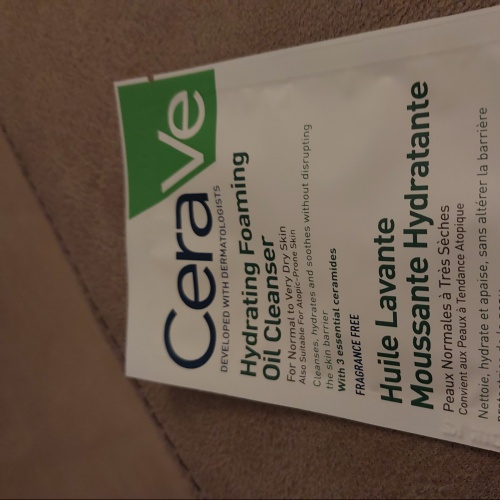 CeraVe
DEVELOPED WITH DERMATOLOGISTS
Hydrating Foaming
Oil Cleanser
For Normal to Very Dry Skin
Also Suitable For Atopic-Prone Skin
Cleanses, hydrates and soothes without disrupting
the skin barrier
With 3 essential ceramides
FRAGRANCE FREE
Huile Lavante
Moussante Hydratante
Peaux Normales à Très Sèches
Convient aux Peaux à Tendance Atopique
Nettoie, hydrate et apaise, sans altérer la barrière